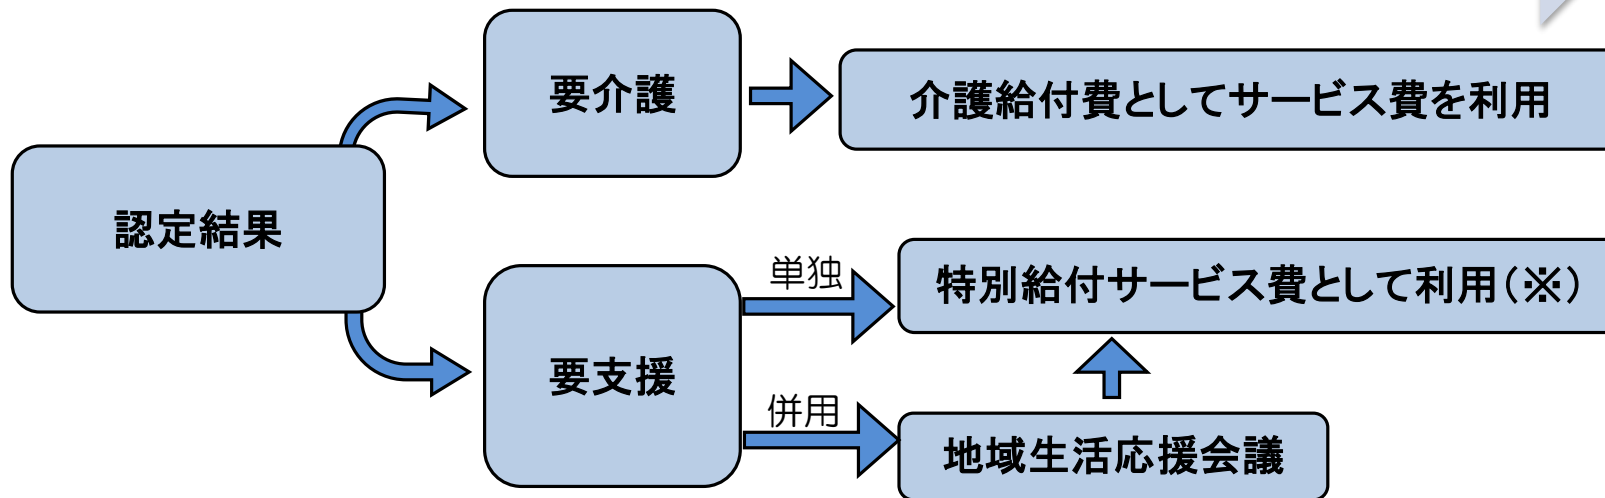 認定結果
要介護
介護給付費としてサービス費を利用
要支援
単独
特別給付サービス費として利用(※)
併用
地域生活応援会議